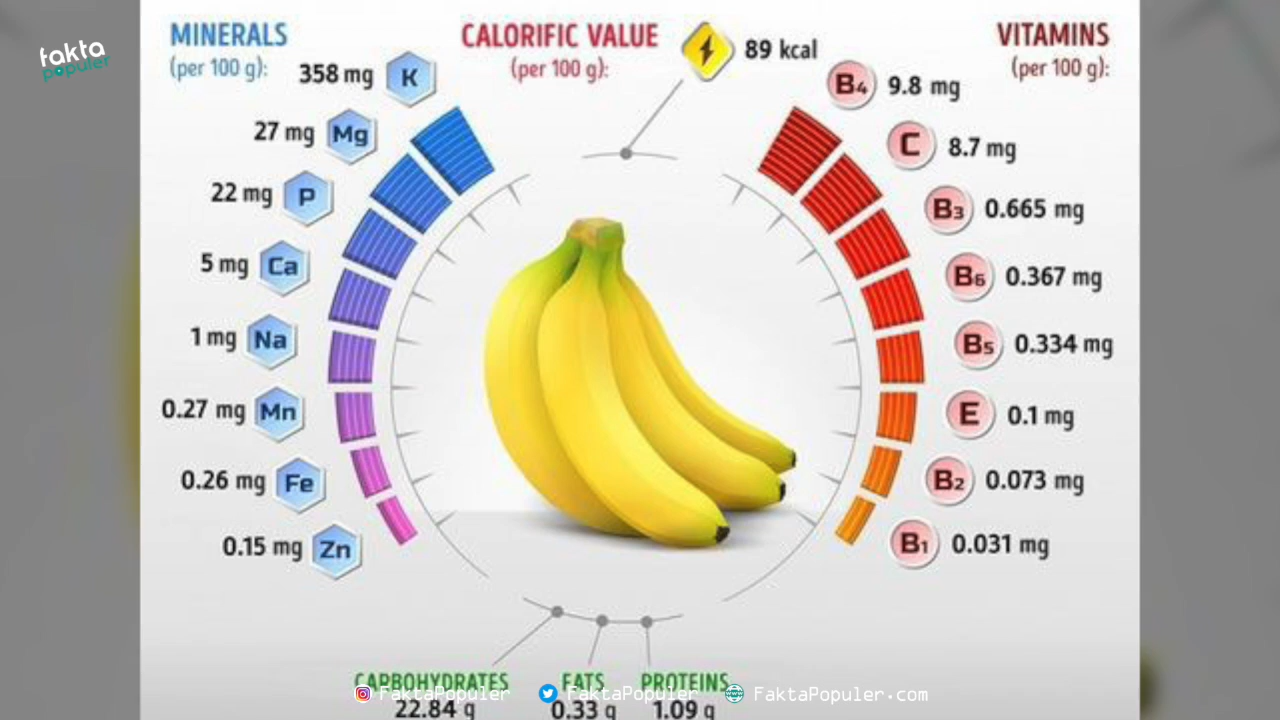 fakta
populer
MINERALS
(per 100 g):
358 mg K
27 mg Mg
22 mg P
5 mg Ca
1 mg Na
0.27 mg Mn
0.26 mg Fe
0.15 mg Zn
CALORIFIC VALUE
(per 100 g):
89 kcal
VITAMINS
(per 100 g):
B4 9.8 mg
C 8.7 mg
B3 0.665 mg
B6 0.367 mg
B5 0.334 mg
E 0.1 mg
B2 0.073 mg
B1 0.031 mg
CARBOHYDRATES
22.84 g
FATS
0.33 g
PROTEINS
1.09 g
FaktaPopuler FaktaPopuler FaktaPopuler.com